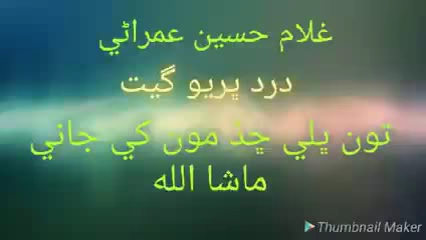 غلام حسين عمراڻي
درد ڀريو گيت
تون ڀلي ڇڏ مون کي جاني
ماشا الله
Thumbnail Maker